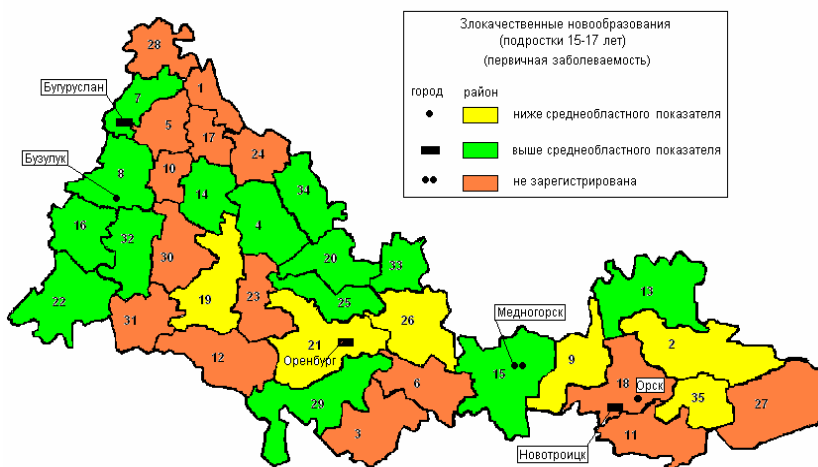 Злокачественные новообразования
(подростки 15-17 лет)
(первичная заболеваемость)
город район
ниже среднеобластного показателя
выше среднеобластного показателя
не зарегистрирована
28
Бугуруслан
7
1
5
17
10
24
Бузулук
8
14
34
16
32
4
30
20
33
22
19
23
25
13
31
21
26
Медногорск
12
Оренбург
15
9
2
6
18
Орск
35
27
29
3
Новотроицк
11